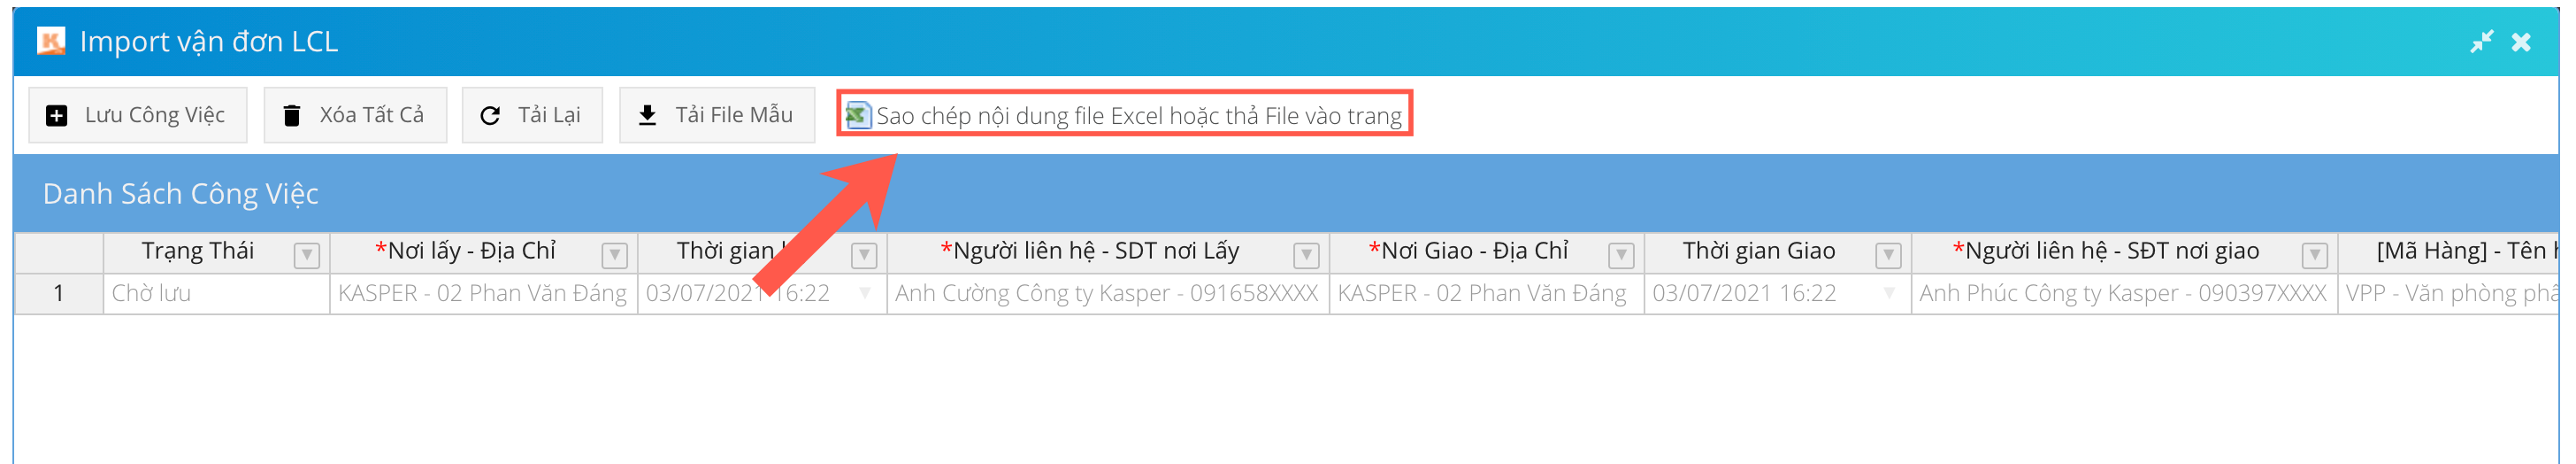 K Import vận đơn LCL
Lưu Công Việc Xóa Tất Cả Tải Lại Tải File Mẫu Sao chép nội dung file Excel hoặc thả File vào trang
Danh Sách Công Việc
Trạng Thái *Nơi lấy - Địa Chỉ Thời gian *Người liên hệ - SDT nơi Lấy *Nơi Giao - Địa Chỉ Thời gian Giao *Người liên hệ - SĐT nơi giao [Mã Hàng] - Tên
1 Chờ lưu KASPER - 02 Phan Văn Đáng 03/07/2021 16:22 Anh Cường Công ty Kasper - 091658XXXX KASPER - 02 Phan Văn Đáng 03/07/2021 16:22 Anh Phúc Công ty Kasper - 090397XXXX VPP - Văn phòng